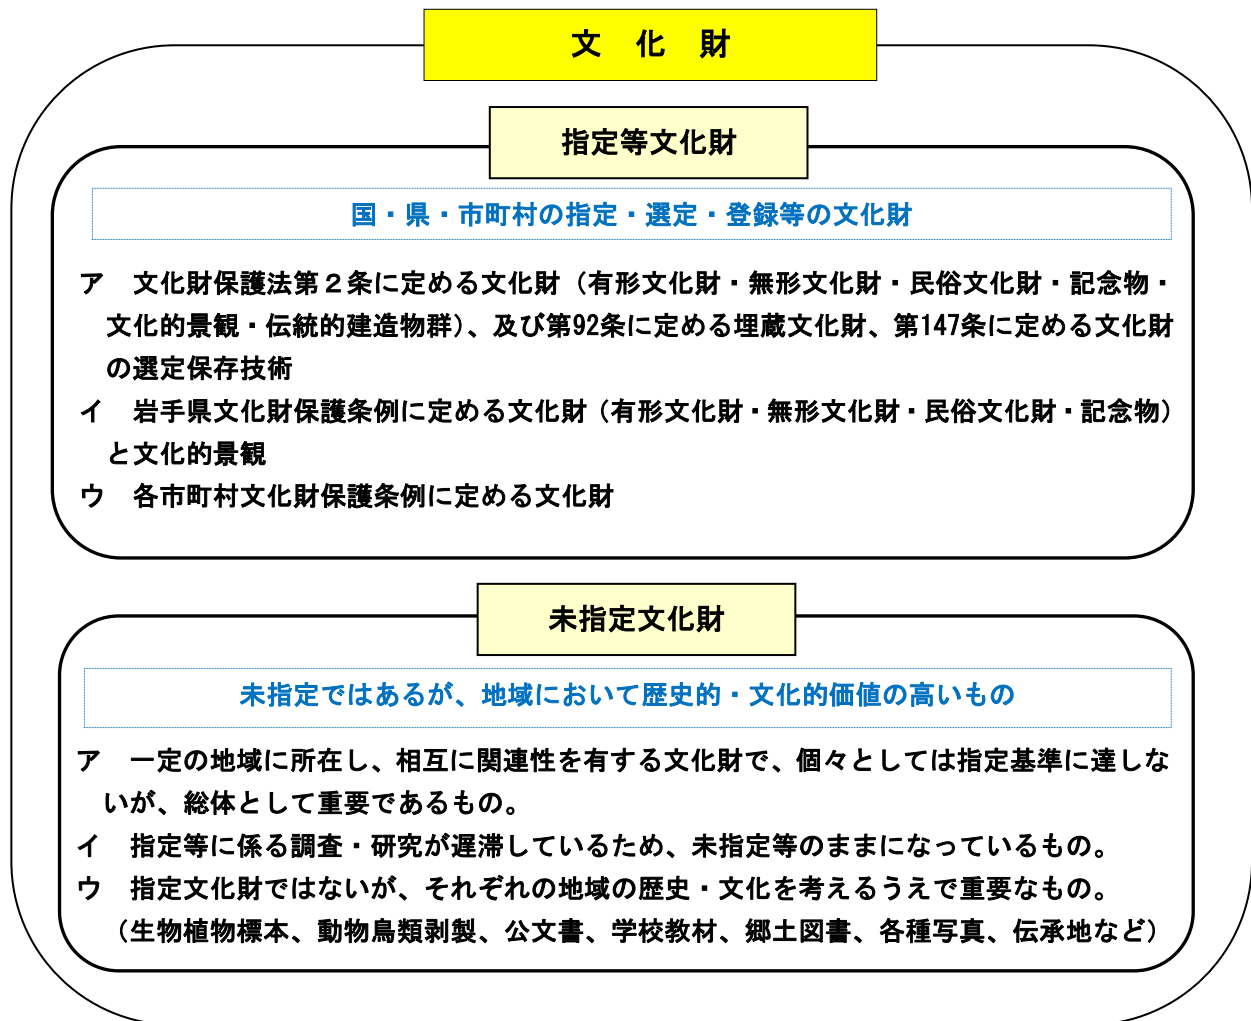 文　化　財
指定等文化財
国・県・市町村の指定・選定・登録等の文化財
ア　文化財保護法第２条に定める文化財（有形文化財・無形文化財・民俗文化財・記念物・
文化的景観・伝統的建造物群）、及び第92条に定める埋蔵文化財、第147条に定める文化財
の選定保存技術
イ　岩手県文化財保護条例に定める文化財（有形文化財・無形文化財・民俗文化財・記念物）
と文化的景観
ウ　各市町村文化財保護条例に定める文化財
未指定文化財
未指定ではあるが、地域において歴史的・文化的価値の高いもの
ア　一定の地域に所在し、相互に関連性を有する文化財で、個々としては指定基準に達しな
いが、総体として重要であるもの。
イ　指定等に係る調査・研究が遅滞しているため、未指定等のままになっているもの。
ウ　指定文化財ではないが、それぞれの地域の歴史・文化を考えるうえで重要なもの。
（生物植物標本、動物鳥類剥製、公文書、学校教材、郷土図書、各種写真、伝承地など）